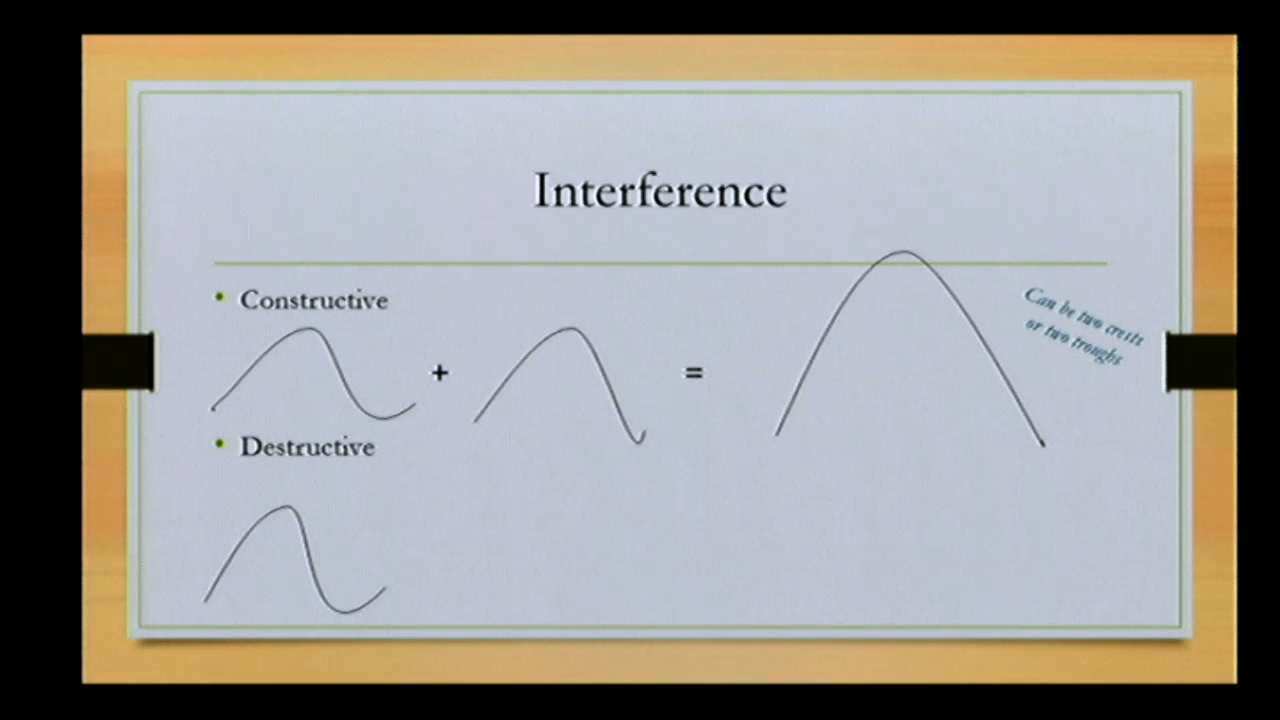 Interference
• Constructive
+ =
Can be two crests
or two troughs
• Destructive